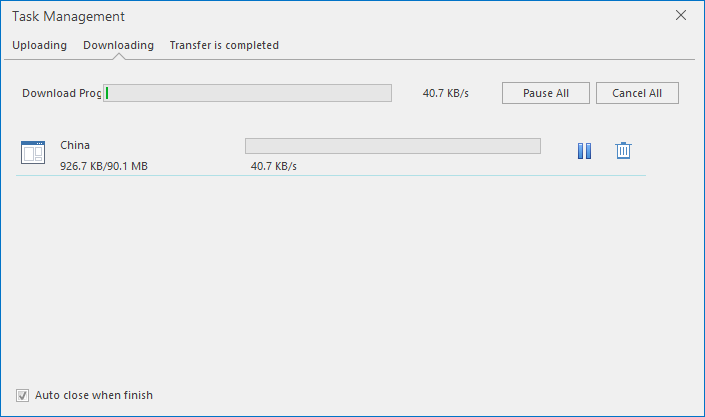 Task Management
Uploading Downloading Transfer is completed
Download Prog 40.7 KB/s Pause All Cancel All
China
926.7 KB/90.1 MB 40.7 KB/s
Auto close when finish